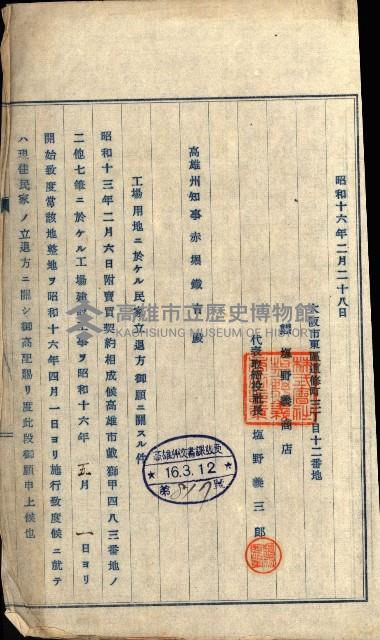 昭和十六年二月二十八日
大阪市東區道修町三丁目十二番地
塩野義商店
代表取締役社長 塩野義三郎
高雄州知事赤堀鐵吉殿
工場用地ニ於ケル民家立退方御願ニ關スル件
昭和十三年二月六日附賣買契約相成候高雄市戱獅甲四八三番地ノ
二他七筆ニ於ケル工場建設工事ヲ昭和十六年五月一日ヨリ
開始致度當該地整地ヲ昭和十六年四月一日ヨリ施行致度候ニ就テ
ハ現住民家ノ立退方ニ關シ御高配賜リ度此段御願申上候也
16.3.12
第817號
高雄市立歷史博物館
KAOHSIUNG MUSEUM OF HISTORY